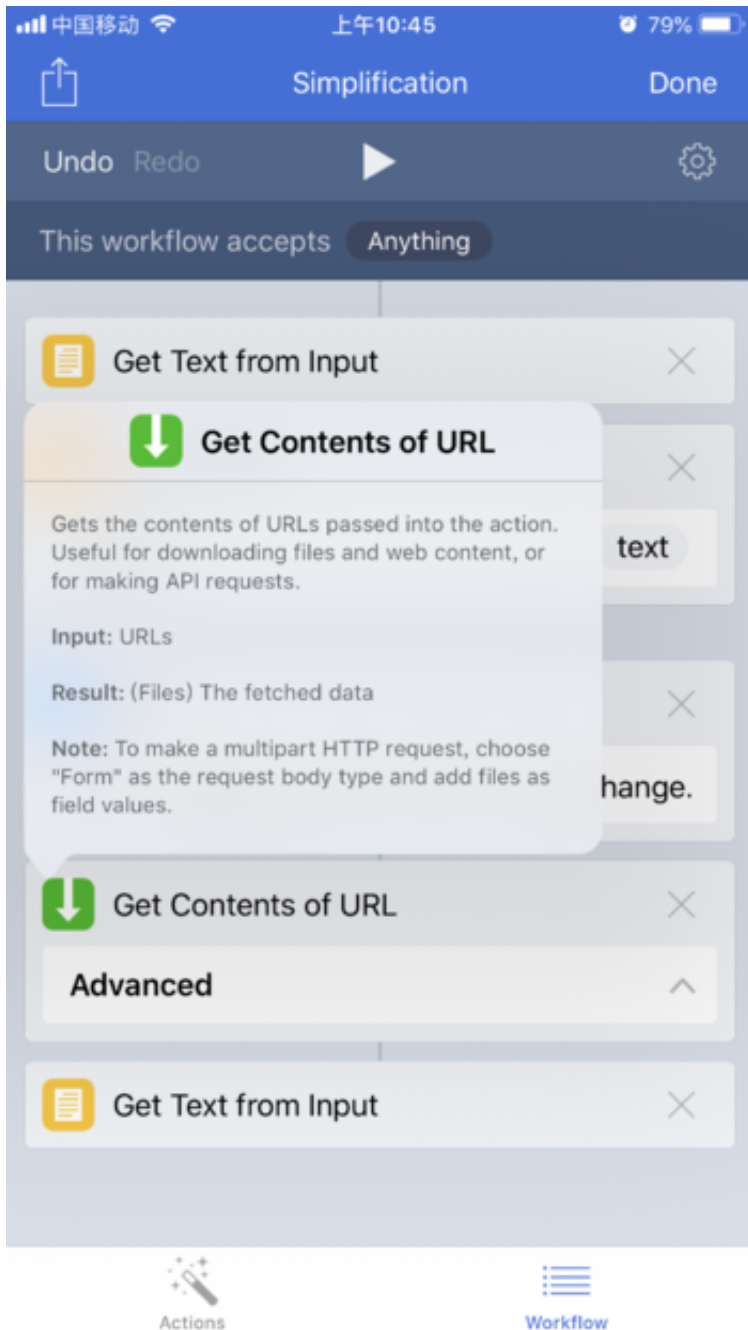 中国移动 上午10:45 79%
Simplification Done
Undo Redo
This workflow accepts Anything
Get Text from Input
Get Contents of URL
Gets the contents of URLs passed into the action.
Useful for downloading files and web content, or
for making API requests.
text
Input: URLs
Result: (Files) The fetched data
Note: To make a multipart HTTP request, choose
"Form" as the request body type and add files as
field values.
hange.
Get Contents of URL
Advanced
Get Text from Input
Actions Workflow